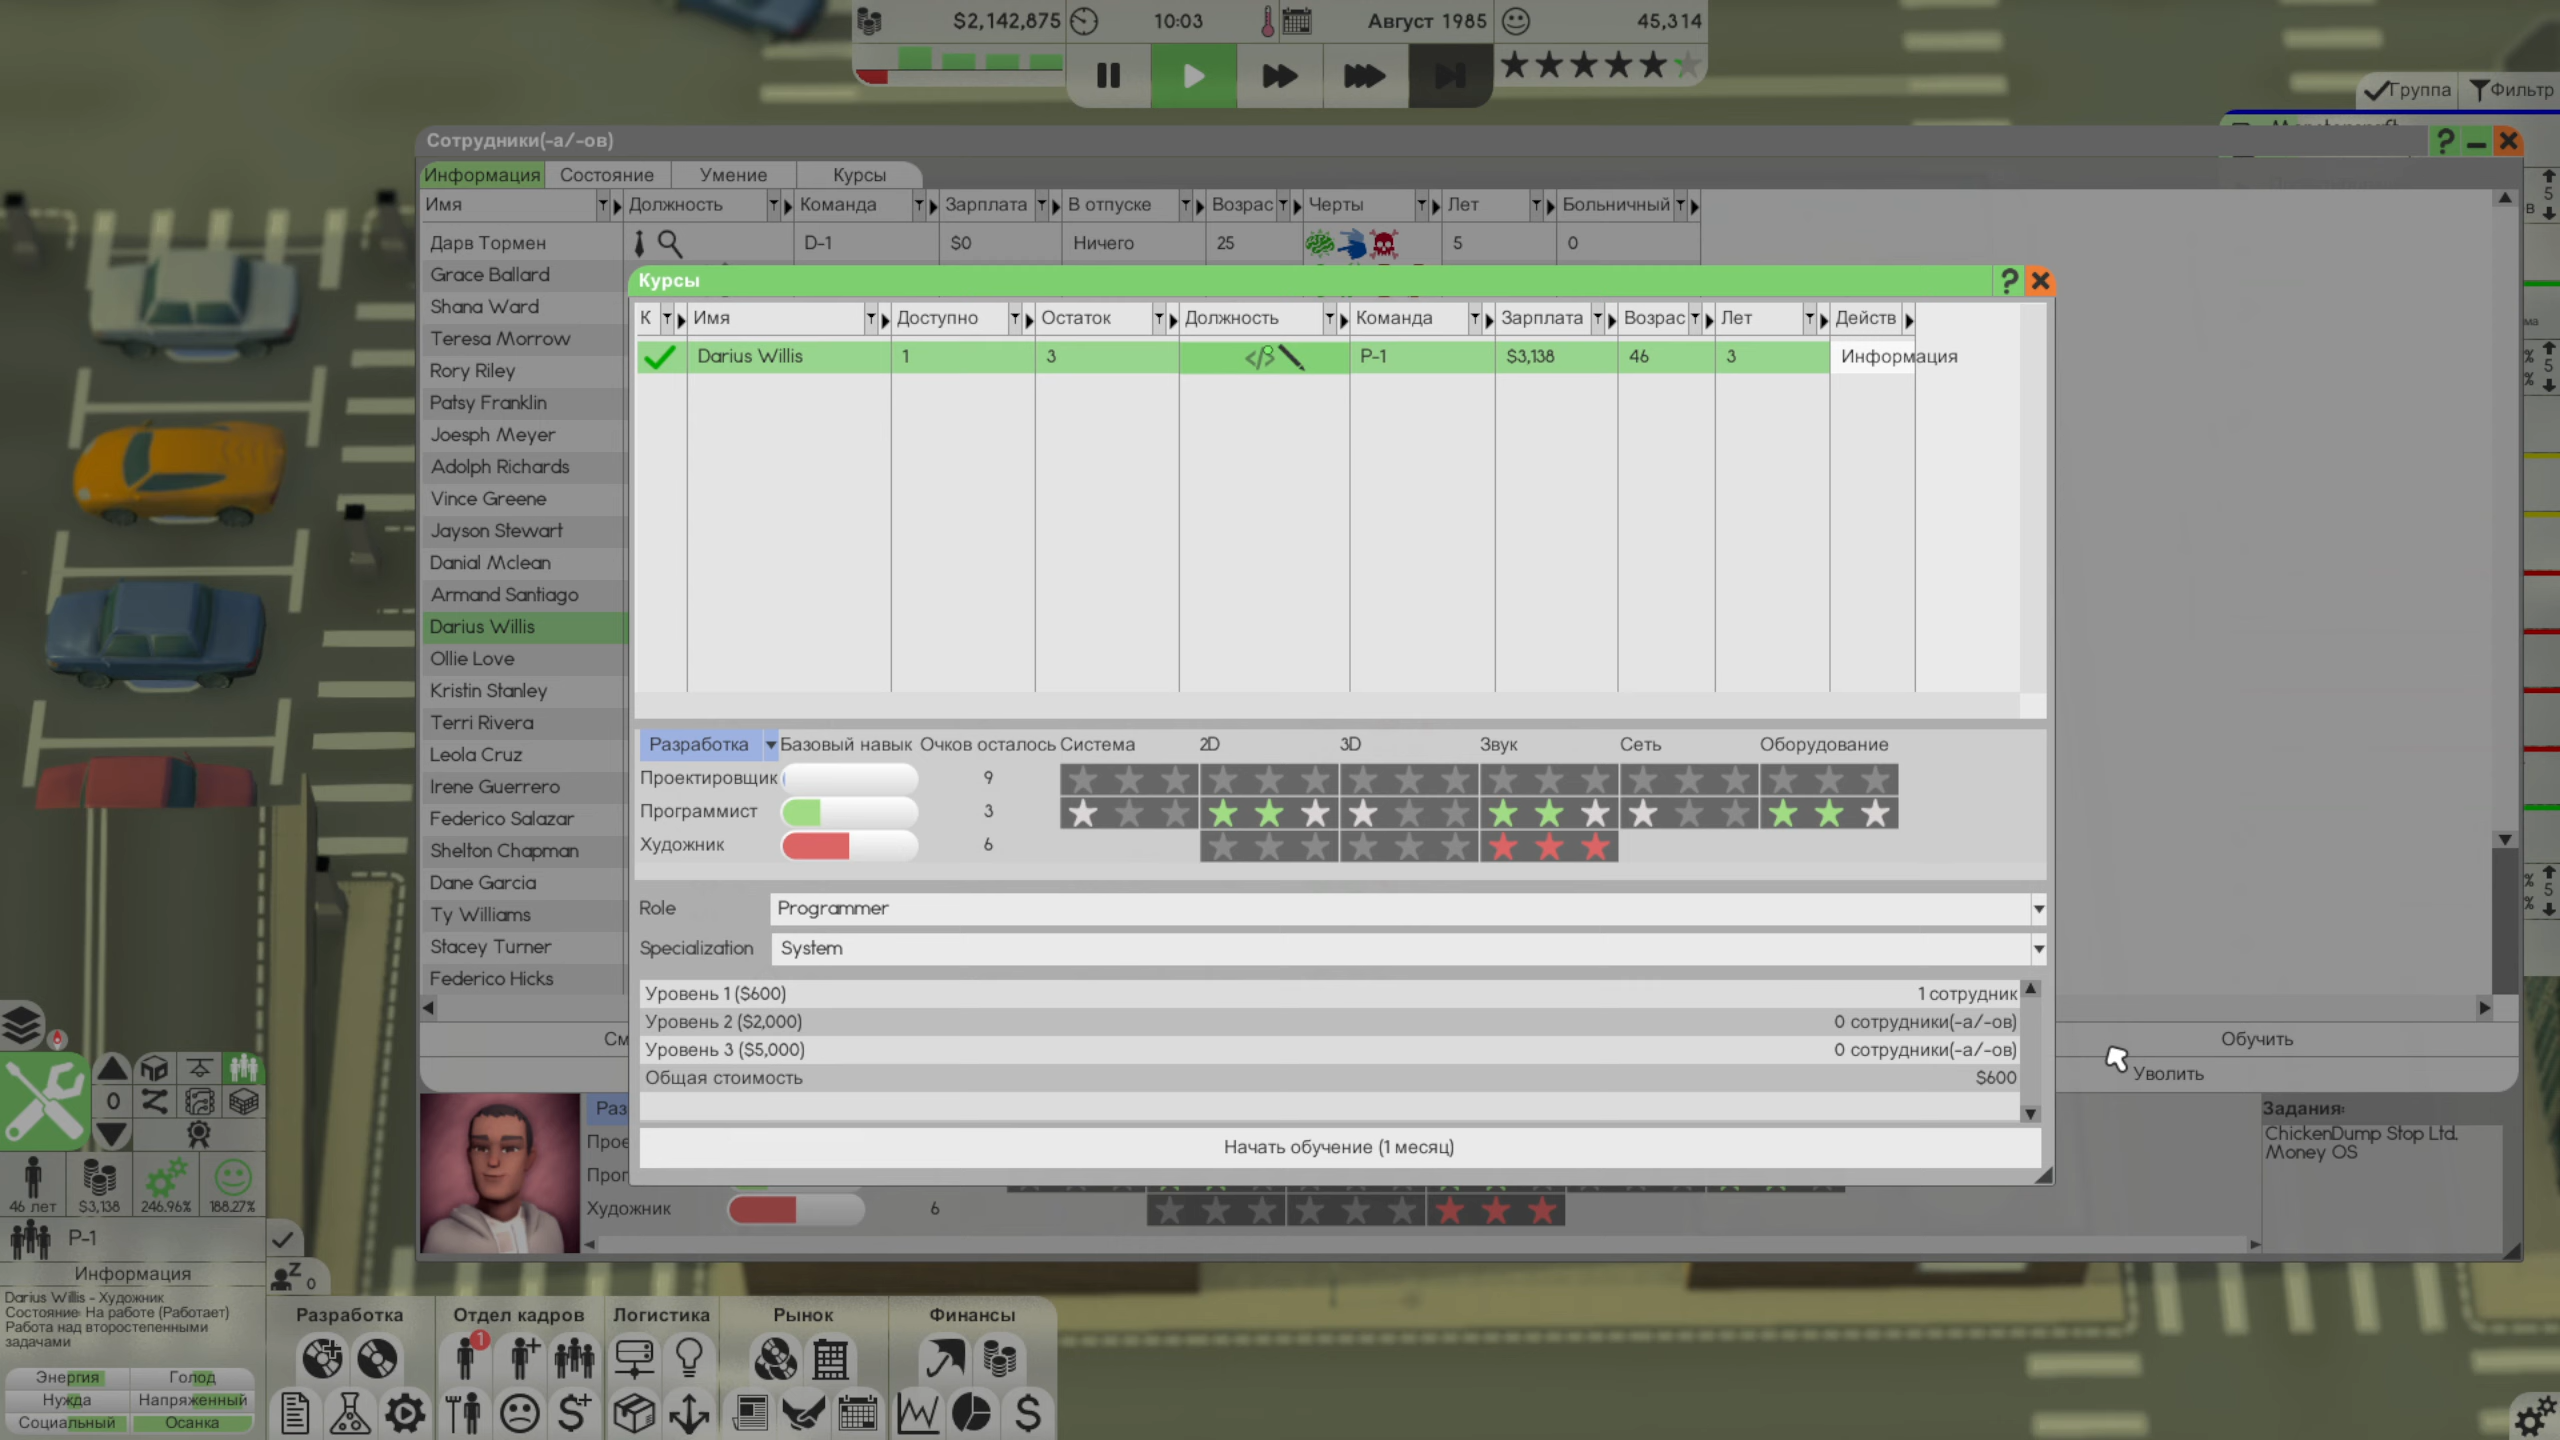 $2,142,875 10:03 Август 1985 45,314
Группа Фильтр
Сотрудники(-а/-ов)
Информация Состояние Умение Курсы
Имя Должность Команда Зарплата В отпуске Возрас Черты Лет Больничный
Дарв Тормен D-1 $0 Ничего 25 5 0
Grace Ballard
Shana Ward
Teresa Morrow
Rory Riley
Patsy Franklin
Joesph Meyer
Adolph Richards
Vince Greene
Jayson Stewart
Danial Mclean
Armand Santiago
Darius Willis
Ollie Love
Kristin Stanley
Terri Rivera
Leola Cruz
Irene Guerrero
Federico Salazar
Shelton Chapman
Dane Garcia
Ty Williams
Stacey Turner
Federico Hicks
Курсы
К Имя Доступно Остаток Должность Команда Зарплата Возрас Лет Действ
Darius Willis 1 3 P-1 $3,138 46 3 Информация
Разработка Базовый навык Очков осталось Система 2D 3D Звук Сеть Оборудование
Проектировщик 9
Программист 3
Художник 6
Role Programmer
Specialization System
Уровень 1 ($600) 1 сотрудник
Уровень 2 ($2,000) 0 сотрудники(-а/-ов)
Уровень 3 ($5,000) 0 сотрудники(-а/-ов)
Общая стоимость $600
Начать обучение (1 месяц)
См
Обучить
Уволить
Раз
Прое
Прог
Художник 6
Задания:
ChickenDump Stop Ltd.
Money OS
0
46 лет $3,138 246.96% 188.27%
P-1
Информация
Darius Willis - Художник
Состояние: На работе (Работает)
Работа над второстепенными
задачами
Энергия Голод
Нужда Напряженный
Социальный Осанка
Z 0
Разработка Отдел кадров Логистика Рынок Финансы
1